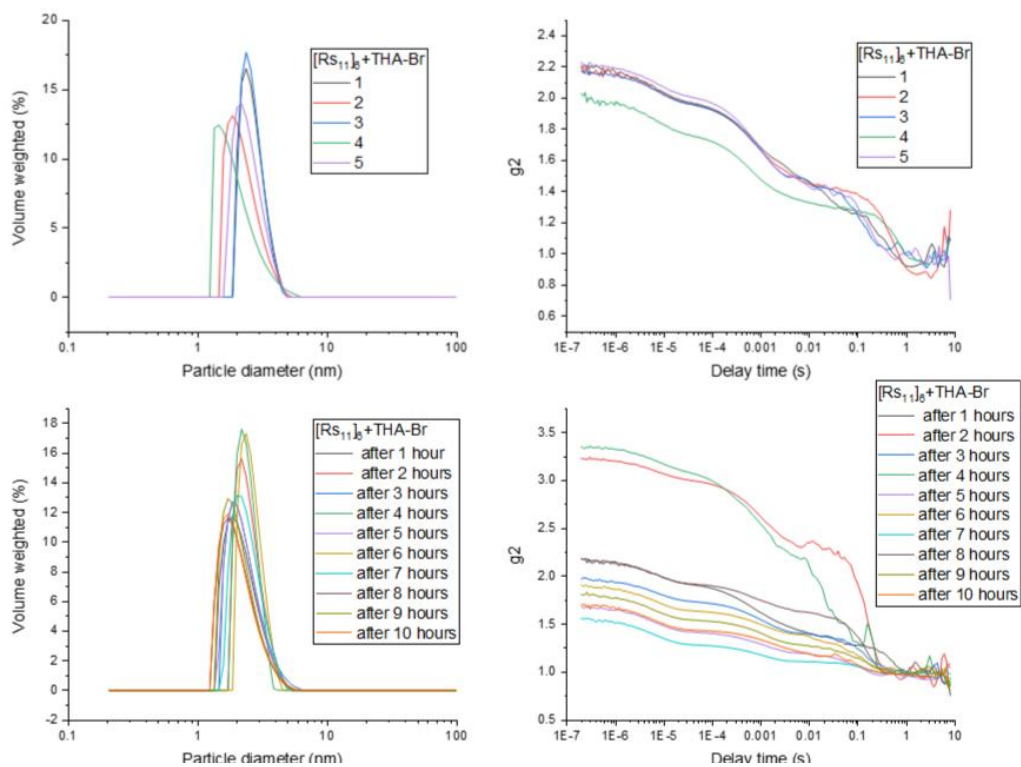 20
15
10
5
0
Volume weighted (%)
[Rs₁₁]₆+THA-Br
1
2
3
4
5
0.1 1 10 100
Particle diameter (nm)
2.4
2.2
2.0
1.8
1.6
1.4
1.2
1.0
0.8
0.6
g2
[Rs₁₁]₆+THA-Br
1
2
3
4
5
1E-7 1E-6 1E-5 1E-4 0.001 0.01 0.1 1 10
Delay time (s)
18
16
14
12
10
8
6
4
2
0
-2
Volume weighted (%)
[Rs₁₁]₆+THA-Br
after 1 hour
after 2 hours
after 3 hours
after 4 hours
after 5 hours
after 6 hours
after 7 hours
after 8 hours
after 9 hours
after 10 hours
0.1 1 10 100
Particle diameter (nm)
3.5
3.0
2.5
2.0
1.5
1.0
0.5
g2
[Rs₁₁]₆+THA-Br
after 1 hours
after 2 hours
after 3 hours
after 4 hours
after 5 hours
after 6 hours
after 7 hours
after 8 hours
after 9 hours
after 10 hours
1E-7 1E-6 1E-5 1E-4 0.001 0.01 0.1 1 10
Delay time (s)